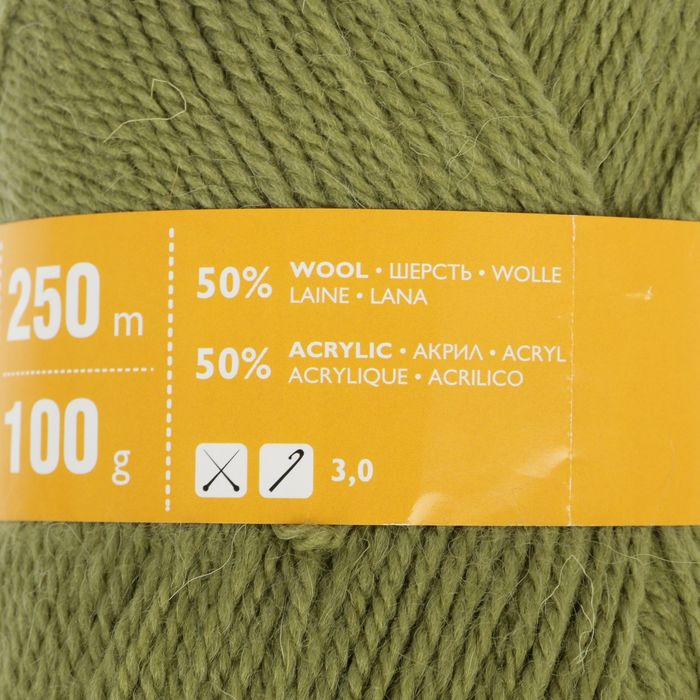 250 m
100 g
50% WOOL • ШЕРСТЬ • WOLLE
LAINE • LANA
50% ACRYLIC • АКРИЛ • ACRYL
ACRYLIQUE • ACRILICO
3,0